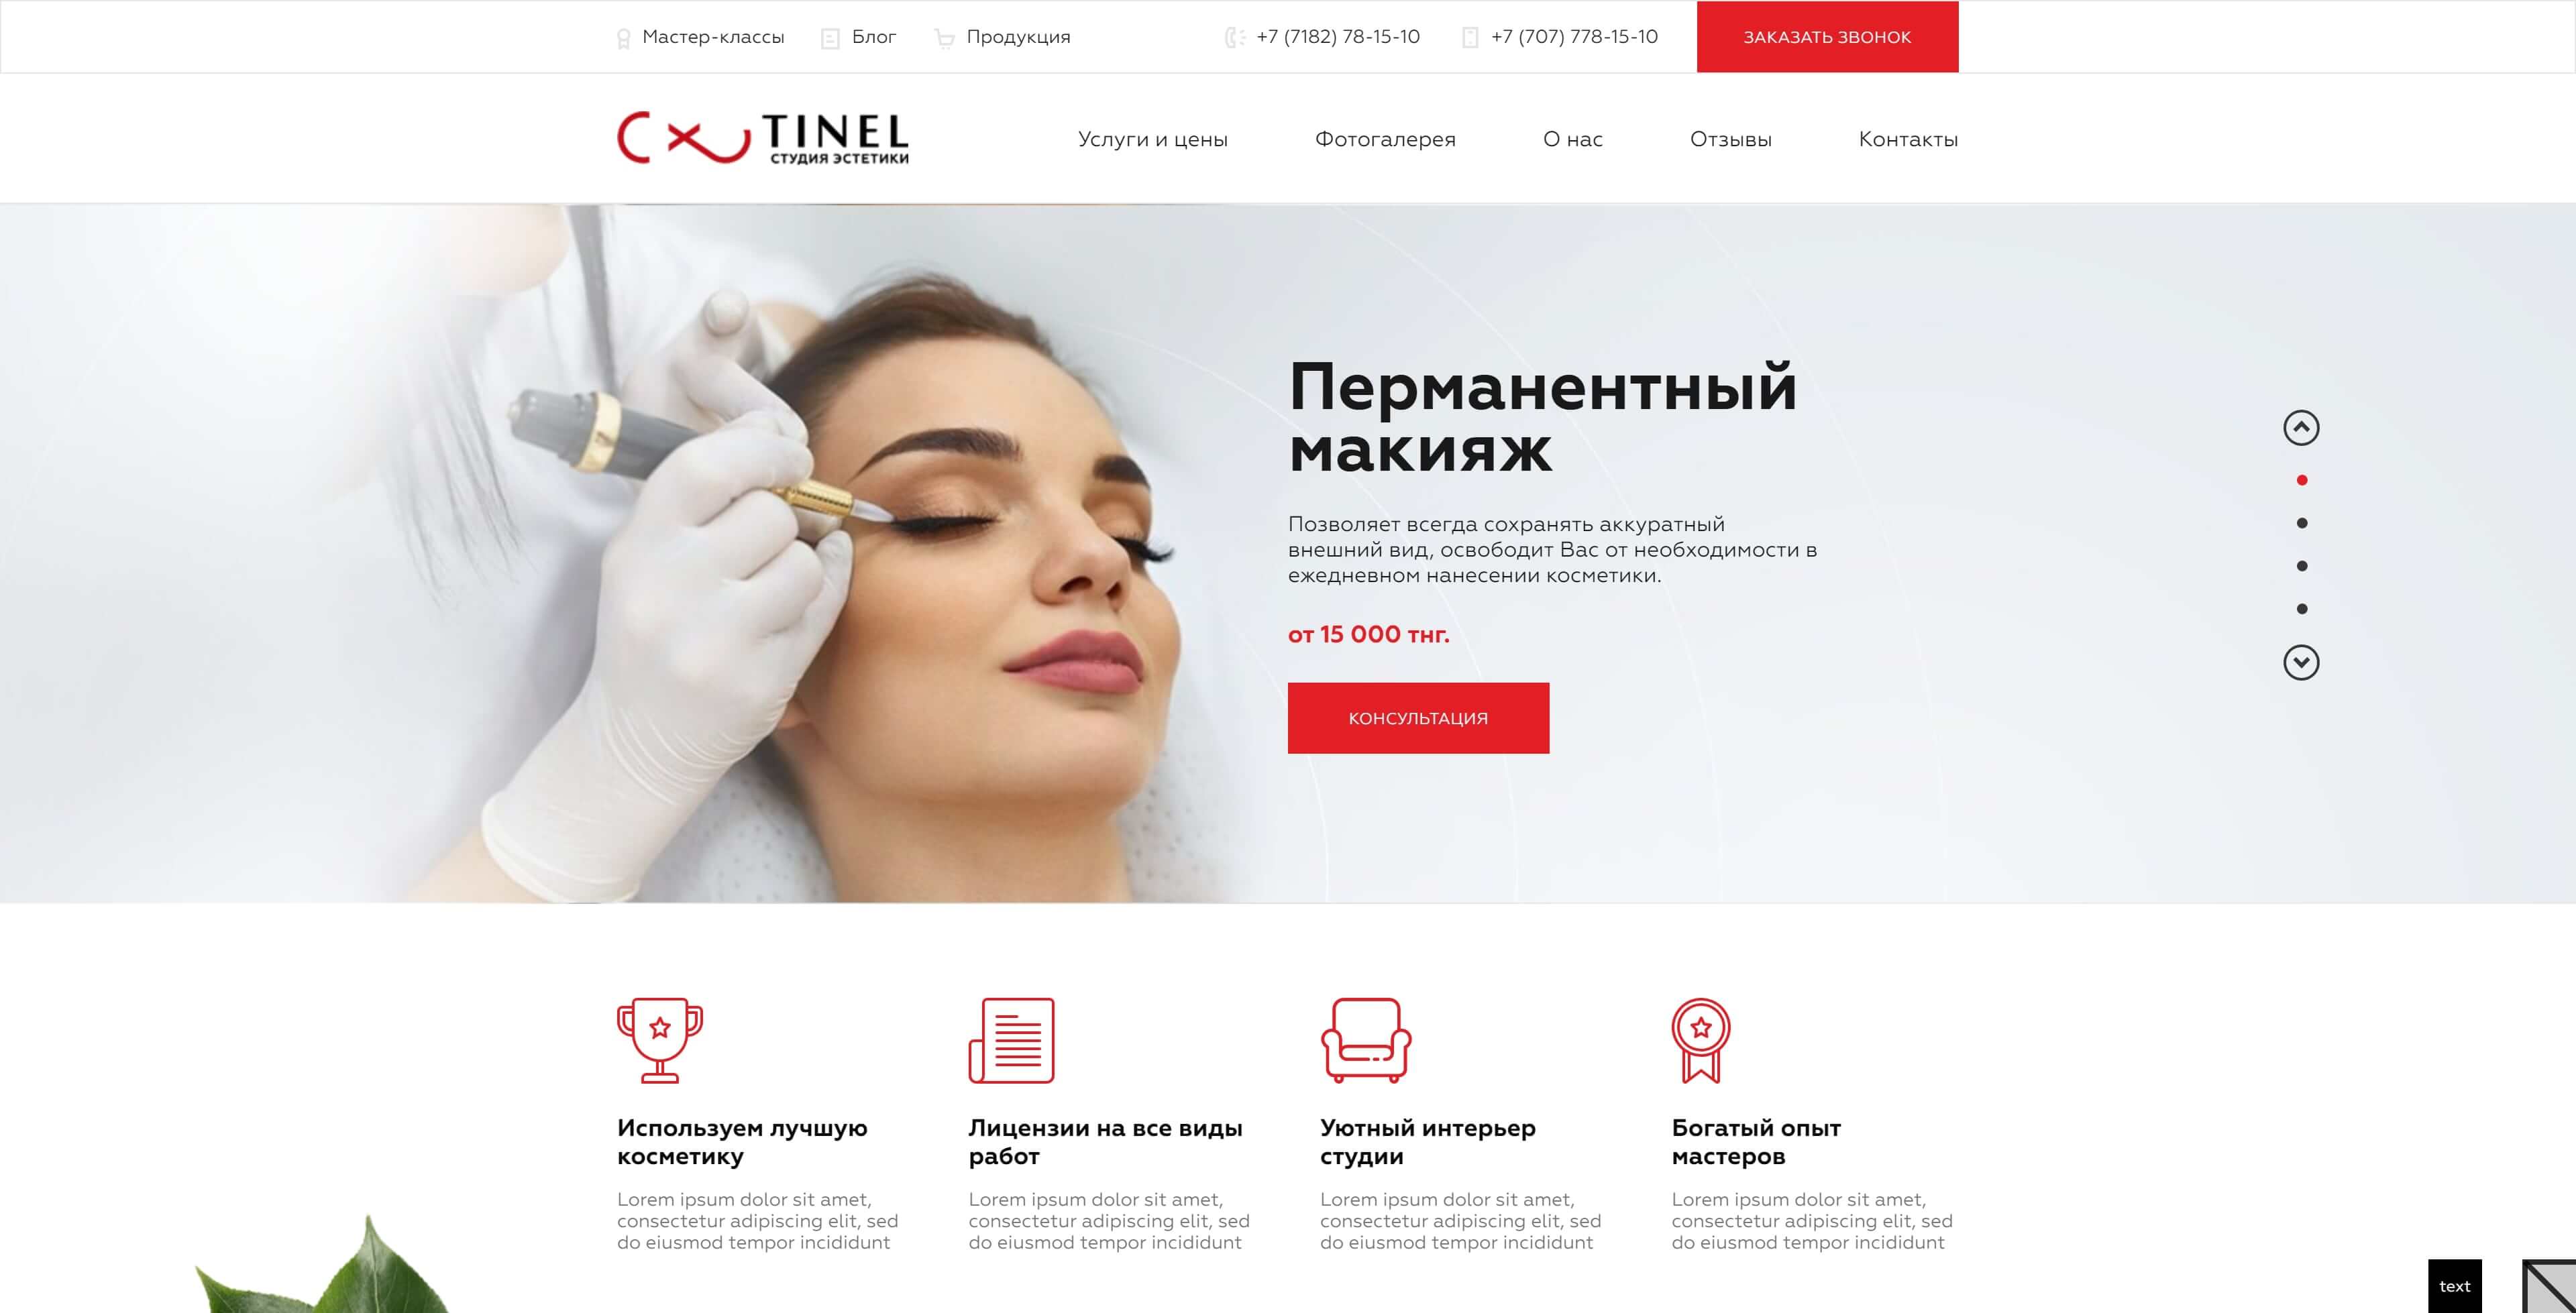 Мастер-классы
Блог
Продукция
+7 (7182) 78-15-10
+7 (707) 778-15-10
ЗАКАЗАТЬ ЗВОНОК
TINEL
СТУДИЯ ЭСТЕТИКИ
Услуги и цены
Фотогалерея
О нас
Отзывы
Контакты
Перманентный
макияж
Позволяет всегда сохранять аккуратный
внешний вид, освободит Вас от необходимости в
ежедневном нанесении косметики.
от 15 000 тнг.
КОНСУЛЬТАЦИЯ
Используем лучшую
косметику
Lorem ipsum dolor sit amet,
consectetur adipiscing elit, sed
do eiusmod tempor incididunt
Лицензии на все виды
работ
Lorem ipsum dolor sit amet,
consectetur adipiscing elit, sed
do eiusmod tempor incididunt
Уютный интерьер
студии
Lorem ipsum dolor sit amet,
consectetur adipiscing elit, sed
do eiusmod tempor incididunt
Богатый опыт
мастеров
Lorem ipsum dolor sit amet,
consectetur adipiscing elit, sed
do eiusmod tempor incididunt
text